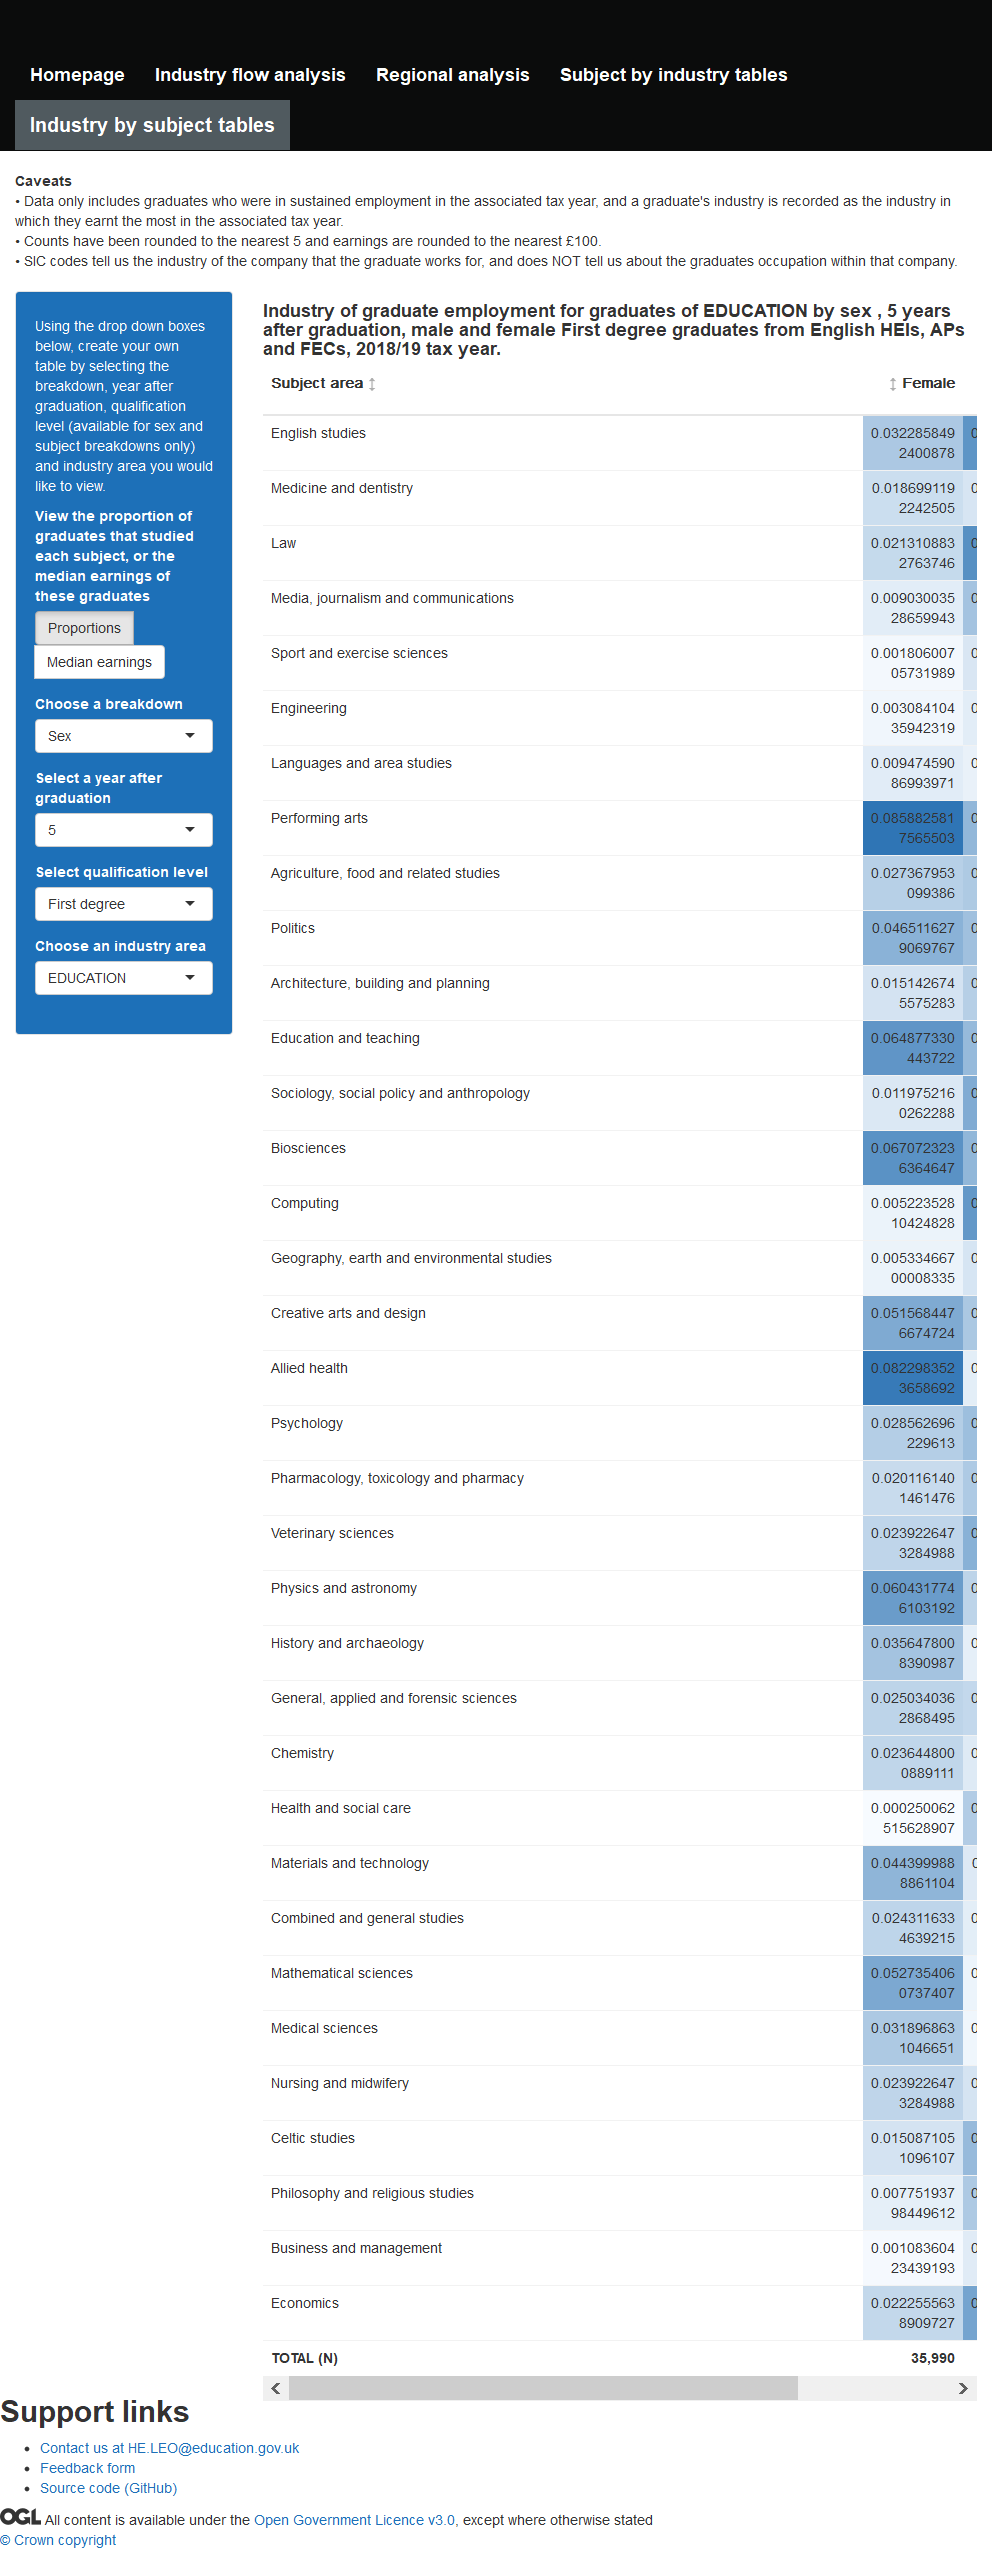 Homepage Industry flow analysis Regional analysis Subject by industry tables
Industry by subject tables
Caveats
• Data only includes graduates who were in sustained employment in the associated tax year, and a graduate's industry is recorded as the industry in
which they earnt the most in the associated tax year.
• Counts have been rounded to the nearest 5 and earnings are rounded to the nearest £100.
• SIC codes tell us the industry of the company that the graduate works for, and does NOT tell us about the graduates occupation within that company.
Using the drop down boxes
below, create your own
table by selecting the
breakdown, year after
graduation, qualification
level (available for sex and
subject breakdowns only)
and industry area you would
like to view.
View the proportion of
graduates that studied
each subject, or the
median earnings of
these graduates
Proportions
Median earnings
Choose a breakdown
Sex
Select a year after
graduation
5
Select qualification level
First degree
Choose an industry area
EDUCATION
Industry of graduate employment for graduates of EDUCATION by sex , 5 years
after graduation, male and female First degree graduates from English HEIs, APs
and FECs, 2018/19 tax year.
Subject area Female
English studies 0.032285849
2400878
Medicine and dentistry 0.018699119
2242505
Law 0.021310883
2763746
Media, journalism and communications 0.009030035
28659943
Sport and exercise sciences 0.001806007
05731989
Engineering 0.003084104
35942319
Languages and area studies 0.009474590
86993971
Performing arts 0.085882581
7565503
Agriculture, food and related studies 0.027367953
099386
Politics 0.046511627
9069767
Architecture, building and planning 0.015142674
5575283
Education and teaching 0.064877330
443722
Sociology, social policy and anthropology 0.011975216
0262288
Biosciences 0.067072323
6364647
Computing 0.005223528
10424828
Geography, earth and environmental studies 0.005334667
00008335
Creative arts and design 0.051568447
6674724
Allied health 0.082298352
3658692
Psychology 0.028562696
229613
Pharmacology, toxicology and pharmacy 0.020116140
1461476
Veterinary sciences 0.023922647
3284988
Physics and astronomy 0.060431774
6103192
History and archaeology 0.035647800
8390987
General, applied and forensic sciences 0.025034036
2868495
Chemistry 0.023644800
0889111
Health and social care 0.000250062
515628907
Materials and technology 0.044399988
8861104
Combined and general studies 0.024311633
4639215
Mathematical sciences 0.052735406
0737407
Medical sciences 0.031896863
1046651
Nursing and midwifery 0.023922647
3284988
Celtic studies 0.015087105
1096107
Philosophy and religious studies 0.007751937
98449612
Business and management 0.001083604
23439193
Economics 0.022255563
8909727
TOTAL (N) 35,990
Support links
• Contact us at HE.LEO@education.gov.uk
• Feedback form
• Source code (GitHub)
OGL All content is available under the Open Government Licence v3.0, except where otherwise stated
© Crown copyright